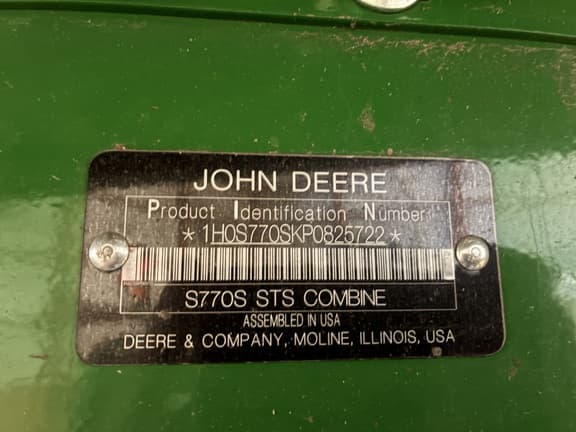 JOHN DEERE
Product Identification Number
*1H0S770SKP0825722*
S770S STS COMBINE
ASSEMBLED IN USA
DEERE & COMPANY, MOLINE, ILLINOIS, USA